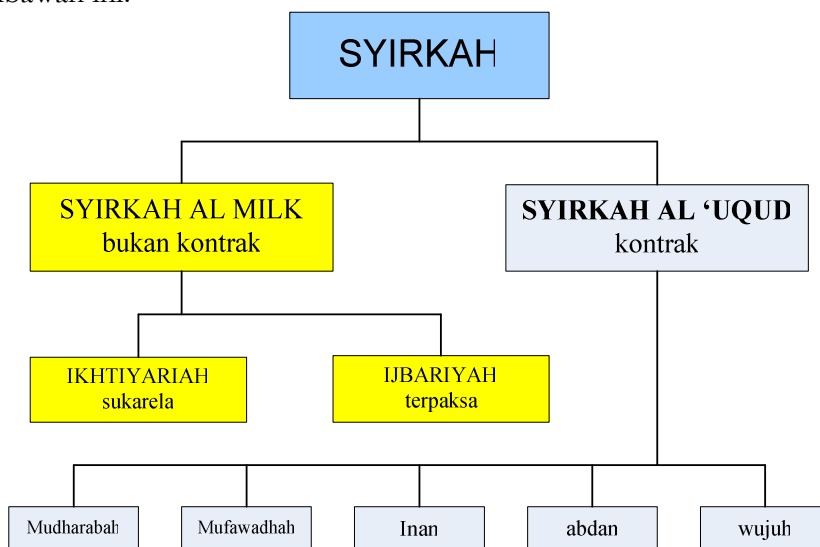 SYIRKAH
SYIRKAH AL MILK
bukan kontrak
SYIRKAH AL ‘UQUD
kontrak
IKHTIYARIAH
sukarela
IJBARIYAH
terpaksa
Mudharabah
Mufawadhah
Inan
abdan
wujuh